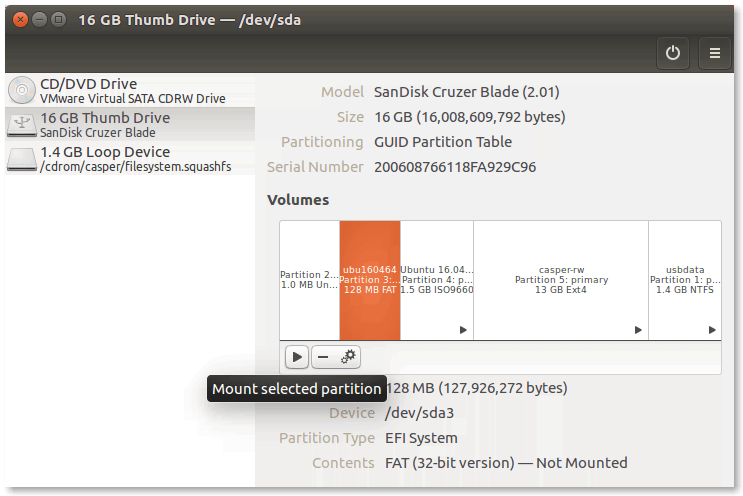 16 GB Thumb Drive — /dev/sda
CD/DVD Drive
VMware Virtual SATA CDRW Drive
16 GB Thumb Drive
SanDisk Cruzer Blade
1.4 GB Loop Device
/cdrom/casper/filesystem.squashfs
Model SanDisk Cruzer Blade (2.01)
Size 16 GB (16,008,609,792 bytes)
Partitioning GUID Partition Table
Serial Number 200608766118FA929C96
Volumes
Partition 2...
1.0 MB Un...
ubu160464
Partition 3:...
128 MB FAT
Ubuntu 16.04...
Partition 4: p...
1.5 GB ISO9660
casper-rw
Partition 5: primary
13 GB Ext4
usbdata
Partition 1: p...
1.4 GB NTFS
Mount selected partition
128 MB (127,926,272 bytes)
Device /dev/sda3
Partition Type EFI System
Contents FAT (32-bit version) — Not Mounted